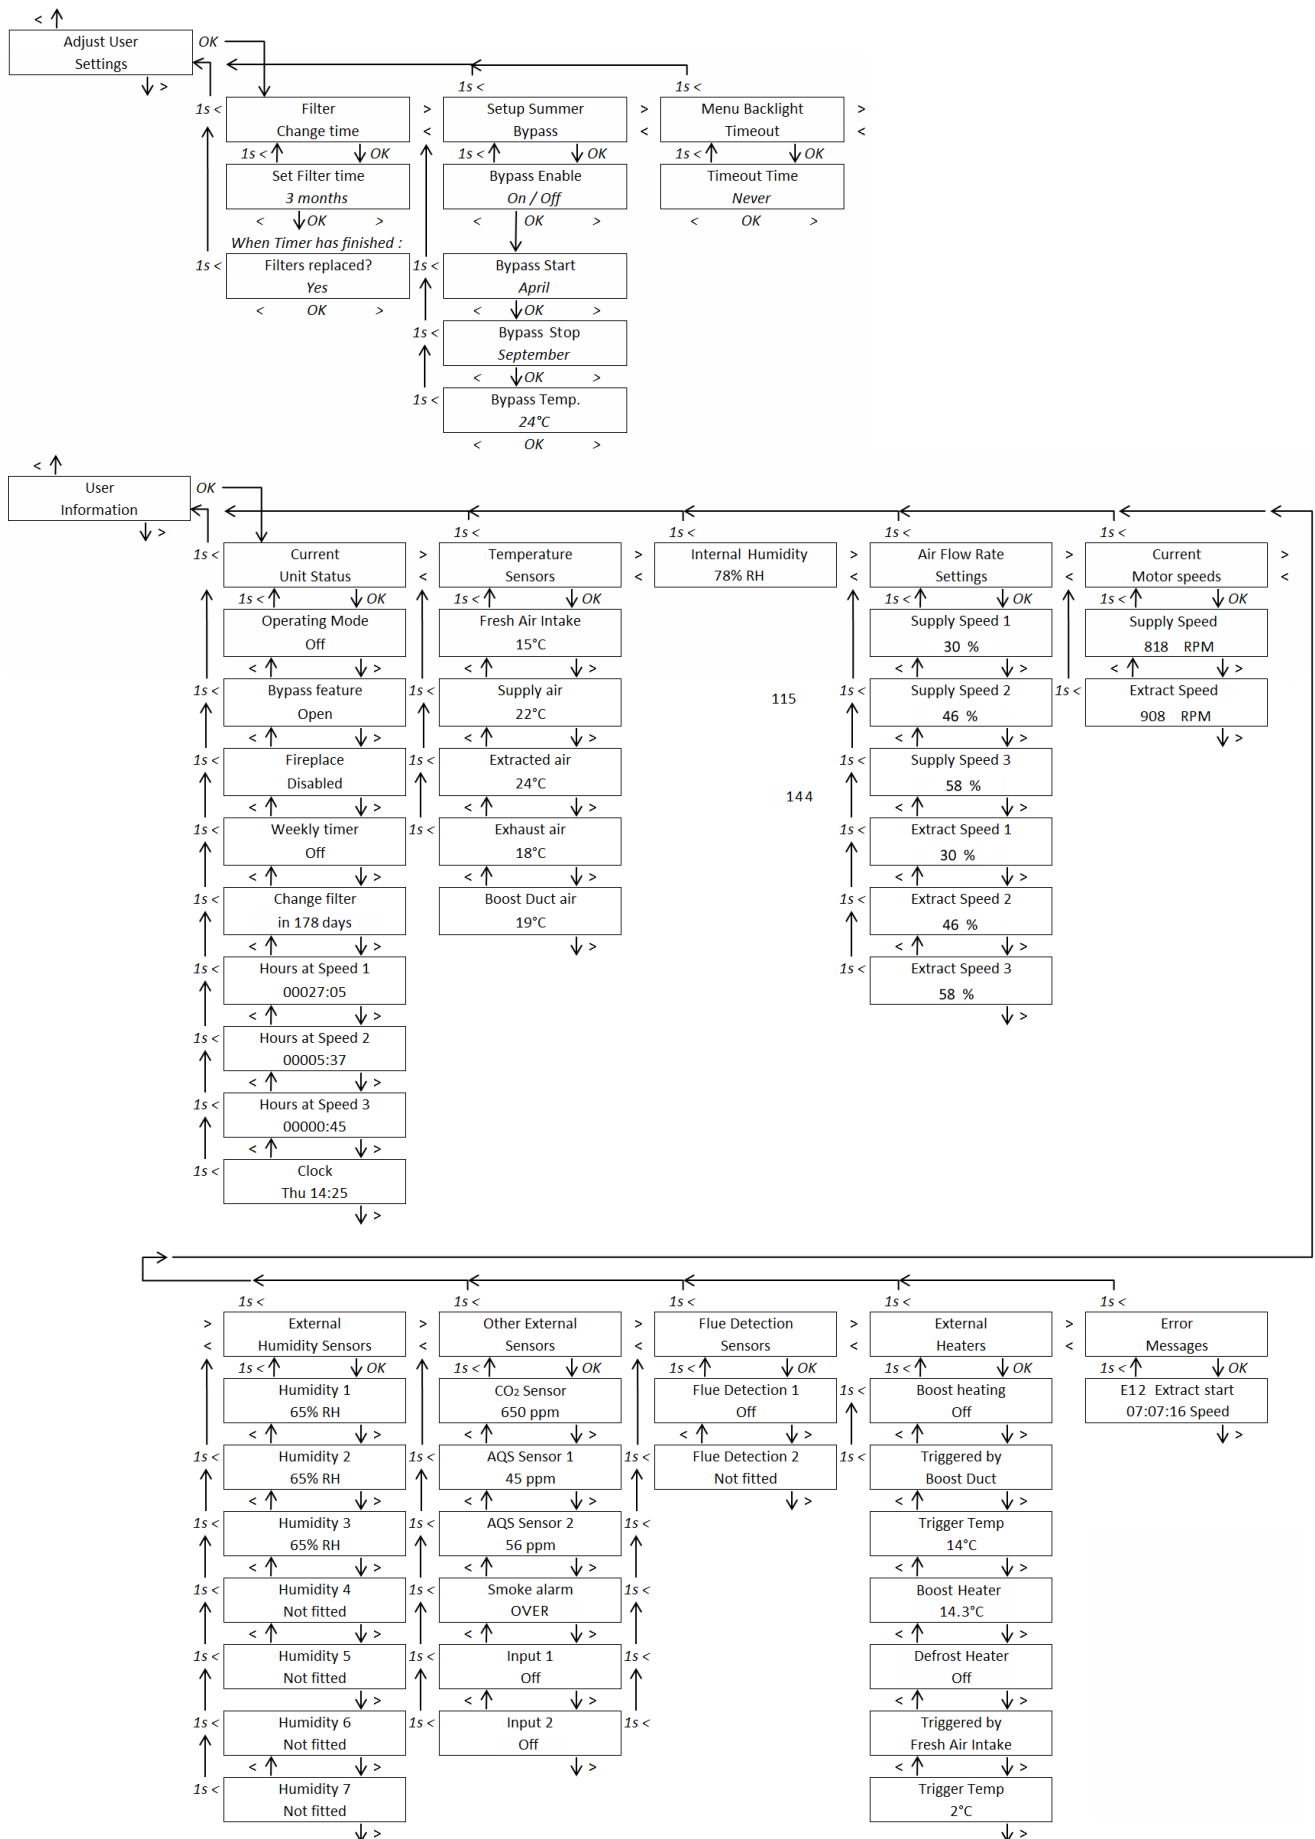 <
Adjust User
Settings
OK
>
1s <
1s <
1s <
Filter
Change time
>
<
Setup Summer
Bypass
>
<
Menu Backlight
Timeout
>
<
1s <
OK
1s <
OK
1s <
OK
Set Filter time
3 months
Bypass Enable
On / Off
Timeout Time
Never
< OK >
< OK >
< OK >
When Timer has finished :
1s <
Filters replaced?
Yes
1s <
Bypass Start
April
< OK >
< OK >
1s <
Bypass Stop
September
< OK >
1s <
Bypass Temp.
24°C
< OK >
<
User
Information
OK
>
1s <
1s <
1s <
1s <
1s <
Current
Unit Status
>
<
Temperature
Sensors
>
<
Internal Humidity
78% RH
>
<
Air Flow Rate
Settings
>
<
Current
Motor speeds
>
<
1s <
OK
1s <
OK
1s <
OK
1s <
OK
Operating Mode
Off
Fresh Air Intake
15°C
Supply Speed 1
30 %
Supply Speed
818 RPM
< >
< >
< >
< >
1s <
Bypass feature
Open
1s <
Supply air
22°C
115
1s <
Supply Speed 2
46 %
1s <
Extract Speed
908 RPM
< >
< >
< >
>
1s <
Fireplace
Disabled
1s <
Extracted air
24°C
144
1s <
Supply Speed 3
58 %
< >
< >
< >
1s <
Weekly timer
Off
1s <
Exhaust air
18°C
1s <
Extract Speed 1
30 %
< >
< >
< >
1s <
Change filter
in 178 days
Boost Duct air
19°C
1s <
Extract Speed 2
46 %
< >
>
< >
1s <
Hours at Speed 1
00027:05
1s <
Extract Speed 3
58 %
< >
>
1s <
Hours at Speed 2
00005:37
< >
1s <
Hours at Speed 3
00000:45
< >
1s <
Clock
Thu 14:25
>
1s <
1s <
1s <
1s <
1s <
>
<
External
Humidity Sensors
>
<
Other External
Sensors
>
<
Flue Detection
Sensors
>
<
External
Heaters
>
<
Error
Messages
1s <
OK
1s <
OK
1s <
OK
1s <
OK
1s <
OK
Humidity 1
65% RH
CO₂ Sensor
650 ppm
Flue Detection 1
Off
1s <
Boost heating
Off
E12 Extract start
07:07:16 Speed
< >
< >
< >
< >
>
1s <
Humidity 2
65% RH
1s <
AQS Sensor 1
45 ppm
1s <
Flue Detection 2
Not fitted
1s <
Triggered by
Boost Duct
< >
< >
>
< >
1s <
Humidity 3
65% RH
1s <
AQS Sensor 2
56 ppm
1s <
Trigger Temp
14°C
< >
< >
< >
1s <
Humidity 4
Not fitted
1s <
Smoke alarm
OVER
1s <
Boost Heater
14.3°C
< >
< >
< >
1s <
Humidity 5
Not fitted
1s <
Input 1
Off
1s <
Defrost Heater
Off
>
< >
< >
1s <
Humidity 6
Not fitted
1s <
Input 2
Off
1s <
Triggered by
Fresh Air Intake
< >
>
< >
1s <
Humidity 7
Not fitted
Trigger Temp
2°C
>
>